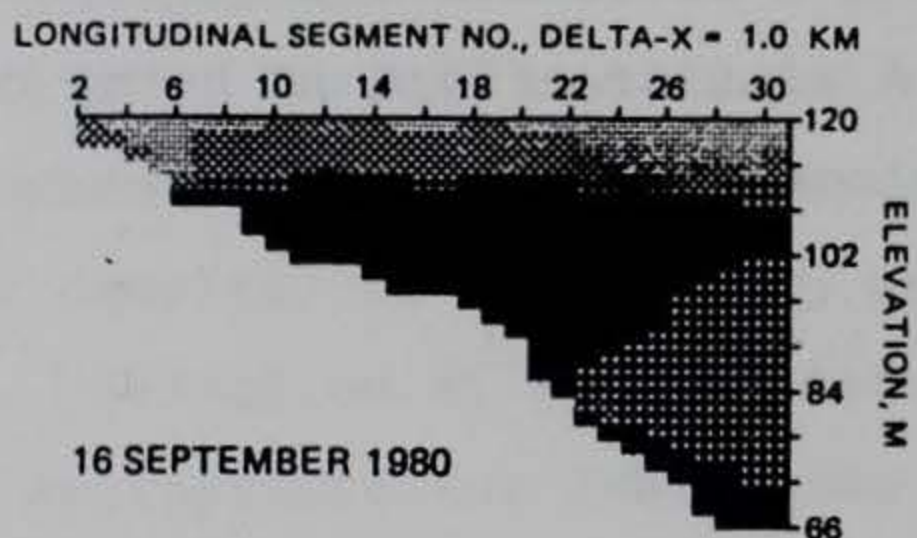 LONGITUDINAL SEGMENT NO., DELTA-X = 1.0 KM
2 6 10 14 18 22 26 30
120
102
84
66
ELEVATION, M
16 SEPTEMBER 1980